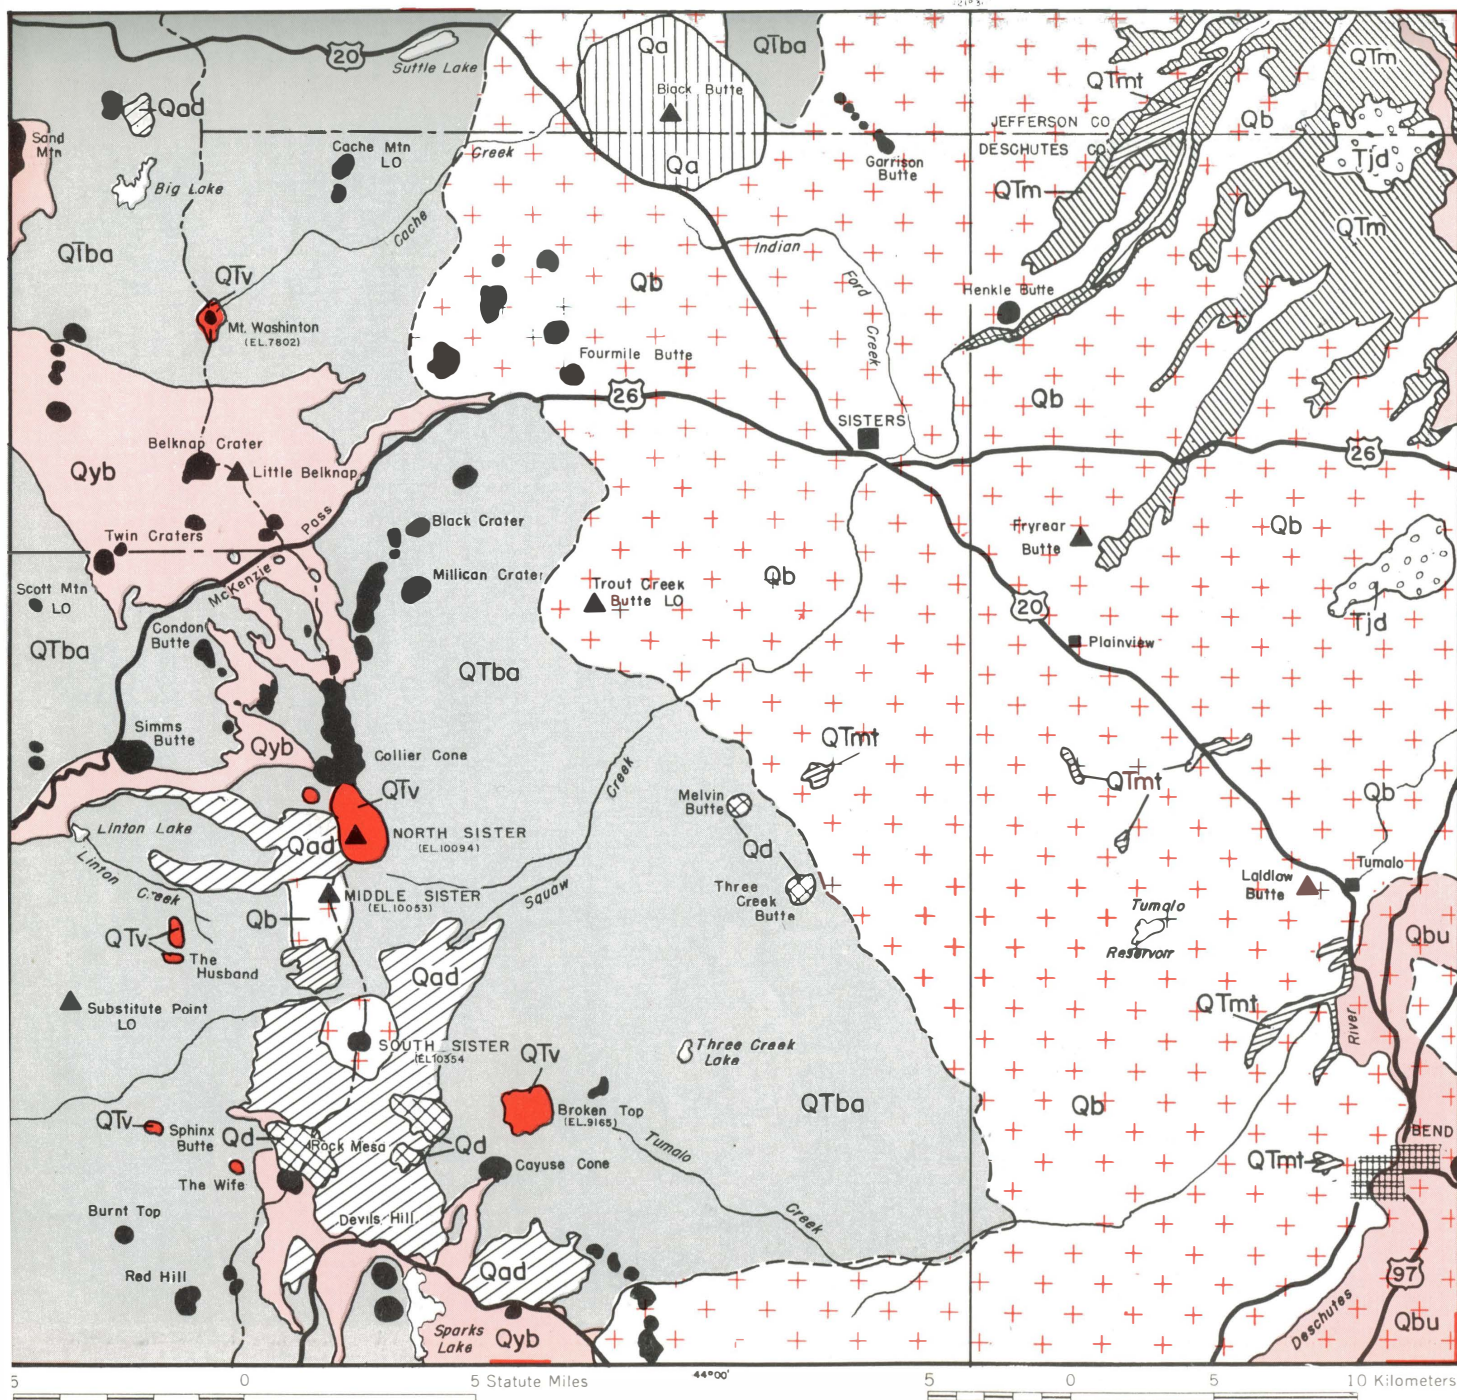 121°3
20
Suttle Lake
Qa
QTba
Black Butte
Qad
Sand
Mtn
Cache Mtn
LO
Creek
Cache
Big Lake
Qa
Garrison
Butte
JEFFERSON CO
DESCHUTES CO
QTmt
QTm
Qb
QTm
Tjd
QTm
QTba
QTv
Mt. Washinton
(EL.7802)
Qb
Indian
Ford
Creek
Henkle Butte
Fourmile Butte
26
Qb
SISTERS
26
Belknap Crater
Little Belknap
Qyb
Pass
Black Crater
Twin Craters
McKenzie
Millican Crater
Scott Mtn
LO
Condon
Butte
QTba
QTba
Trout Creek
Butte LO
Qb
Fryrear
Butte
Qb
Tjd
20
Plainview
Simms
Butte
Qyb
Collier Cone
QTv
QTmt
QTmt
Qb
Creek
Melvin
Butte
Qd
Three
Creek
Butte
Linton Lake
Linton
Creek
Qad
NORTH SISTER
(EL.10094)
MIDDLE SISTER
(EL.10053)
Squaw
Laidlaw
Butte
Tumalo
Tumalo
Reservoir
Qb
QTv
The
Husband
Qad
Qbu
Substitute Point
LO
SOUTH SISTER
(EL.10354
QTv
Three Creek
Lake
QTmt
River
QTv
Sphinx
Butte
Qd
Rock Mesa
Qd
Broken Top
(EL.9165)
QTba
Qb
BEND
Tumalo
Creek
The Wife
Cayuse Cone
QTmt
Burnt Top
Devils Hill
Red Hill
Qad
97
Sparks
Lake
Qyb
Deschutes
Qbu
5 0 5 Statute Miles
44°00'
5 0 5 10 Kilometers